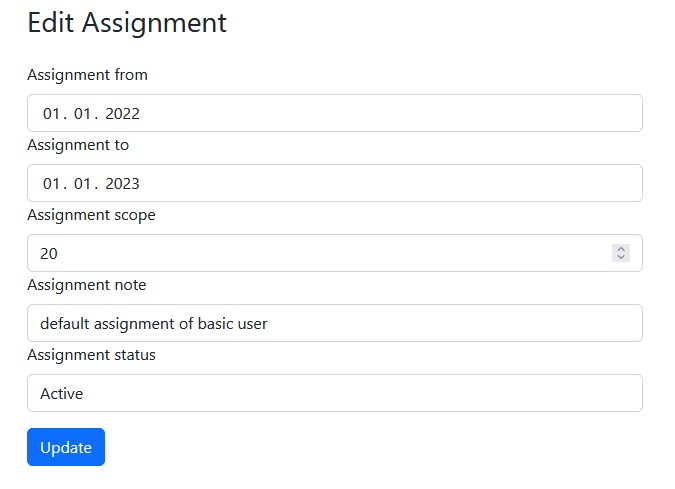 Edit Assignment
Assignment from
01. 01. 2022
Assignment to
01. 01. 2023
Assignment scope
20
Assignment note
default assignment of basic user
Assignment status
Active
Update